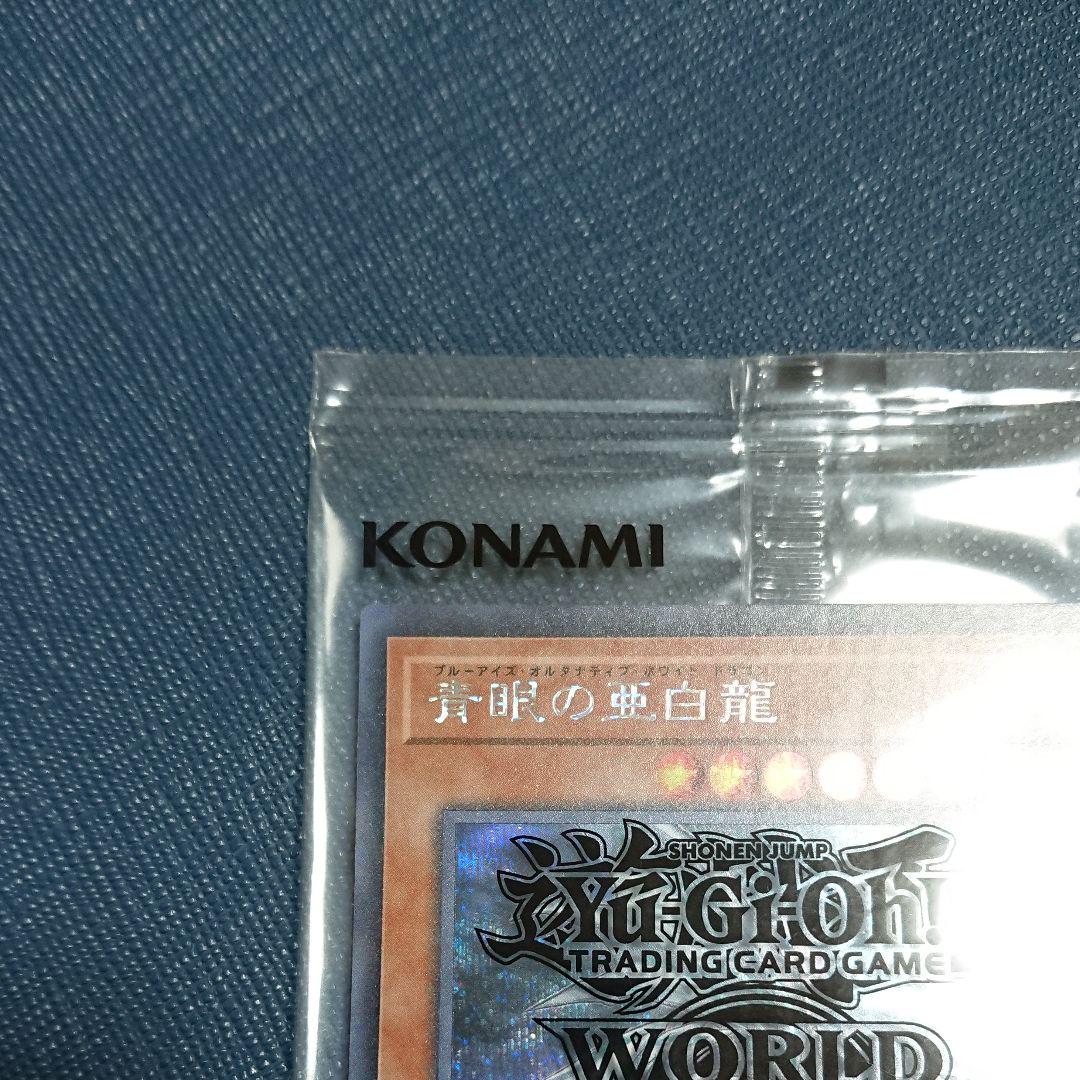 KONAMI
ブルーアイズ・オルタナティブ・ホワイト・ドラゴン
青眼の亜白龍
SHONEN JUMP
Yu-Gi-Oh!
TRADING CARD GAME
WORLD